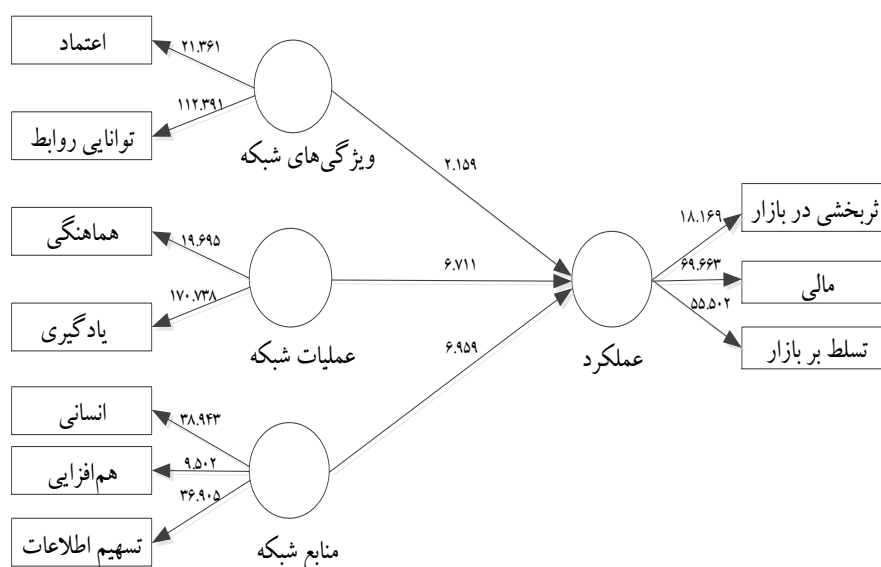 اعتماد
۲۱.۳۶۱
۱۱۲.۳۹۱
توانایی روابط
ویژگی‌های شبکه
۲.۱۵۹
هماهنگی
۱۹.۶۹۵
۱۷۰.۷۳۸
یادگیری
عملیات شبکه
۶.۷۱۱
انسانی
۳۸.۹۴۳
هم‌افزایی
۹.۵۰۲
۳۶.۹۰۵
تسهیم اطلاعات
منابع شبکه
۶.۹۵۹
عملکرد
ثربخشی در بازار
۱۸.۱۶۹
۶۹.۶۶۳
مالی
۵۵.۵۰۲
تسلط بر بازار